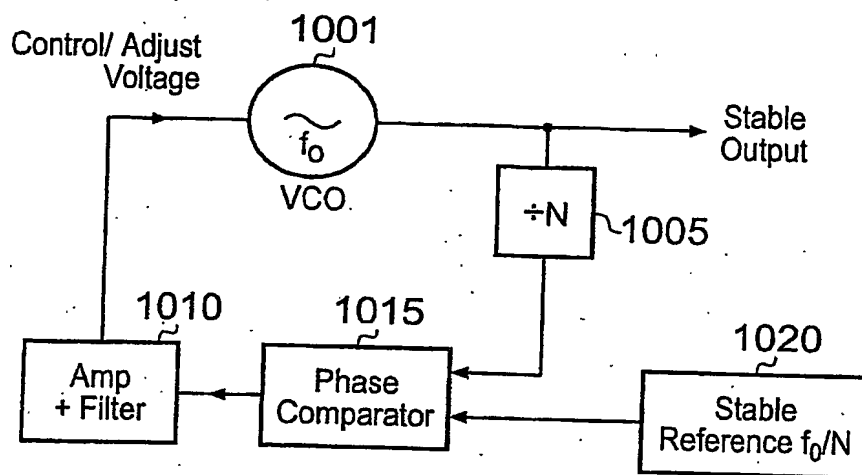 1001
Control/ Adjust
Voltage
f₀
VCO
Stable
Output
÷N
1005
1010
1015
1020
Amp
+ Filter
Phase
Comparator
Stable
Reference f₀/N